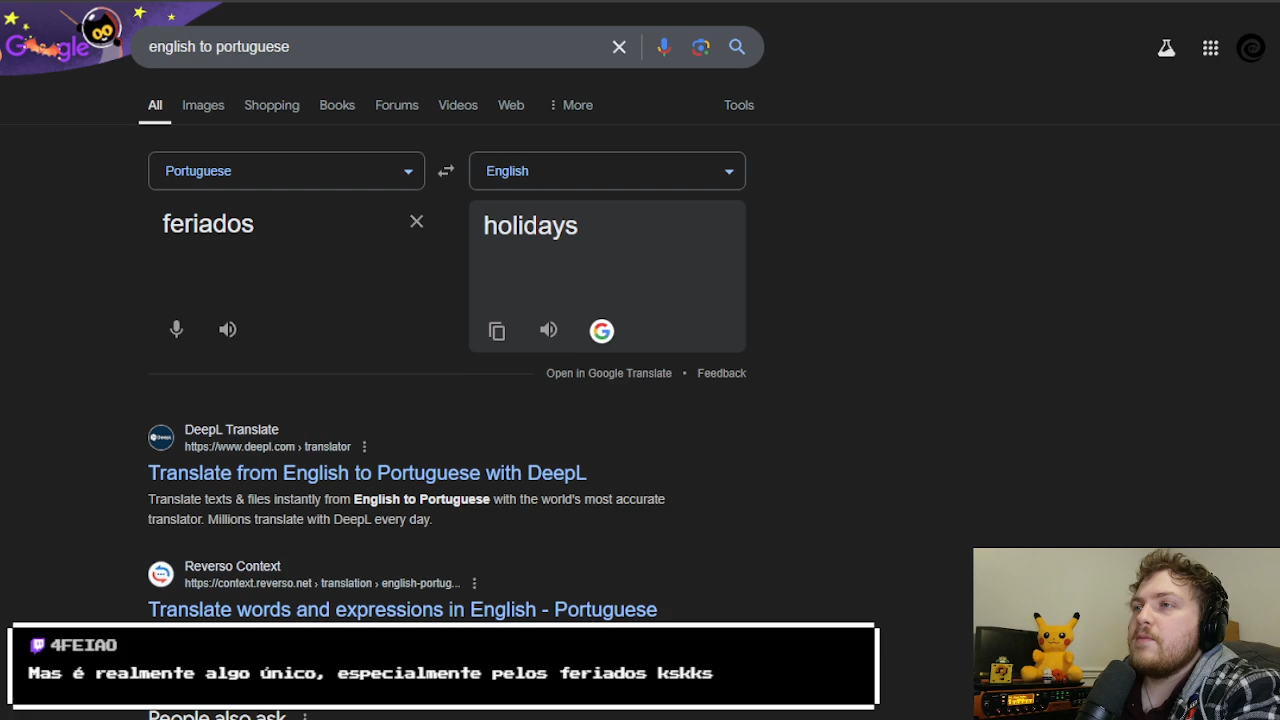 Google
english to portuguese
All Images Shopping Books Forums Videos Web More Tools
Portuguese English
feriados
holidays
Open in Google Translate • Feedback
DeepL
DeepL Translate
https://www.deepl.com › translator
Translate from English to Portuguese with DeepL
Translate texts & files instantly from English to Portuguese with the world's most accurate
translator. Millions translate with DeepL every day.
Reverso Context
https://context.reverso.net › translation › english-portug...
Translate words and expressions in English - Portuguese
4FEIAO
Mas é realmente algo único, especialmente pelos feriados kskks
People also ask